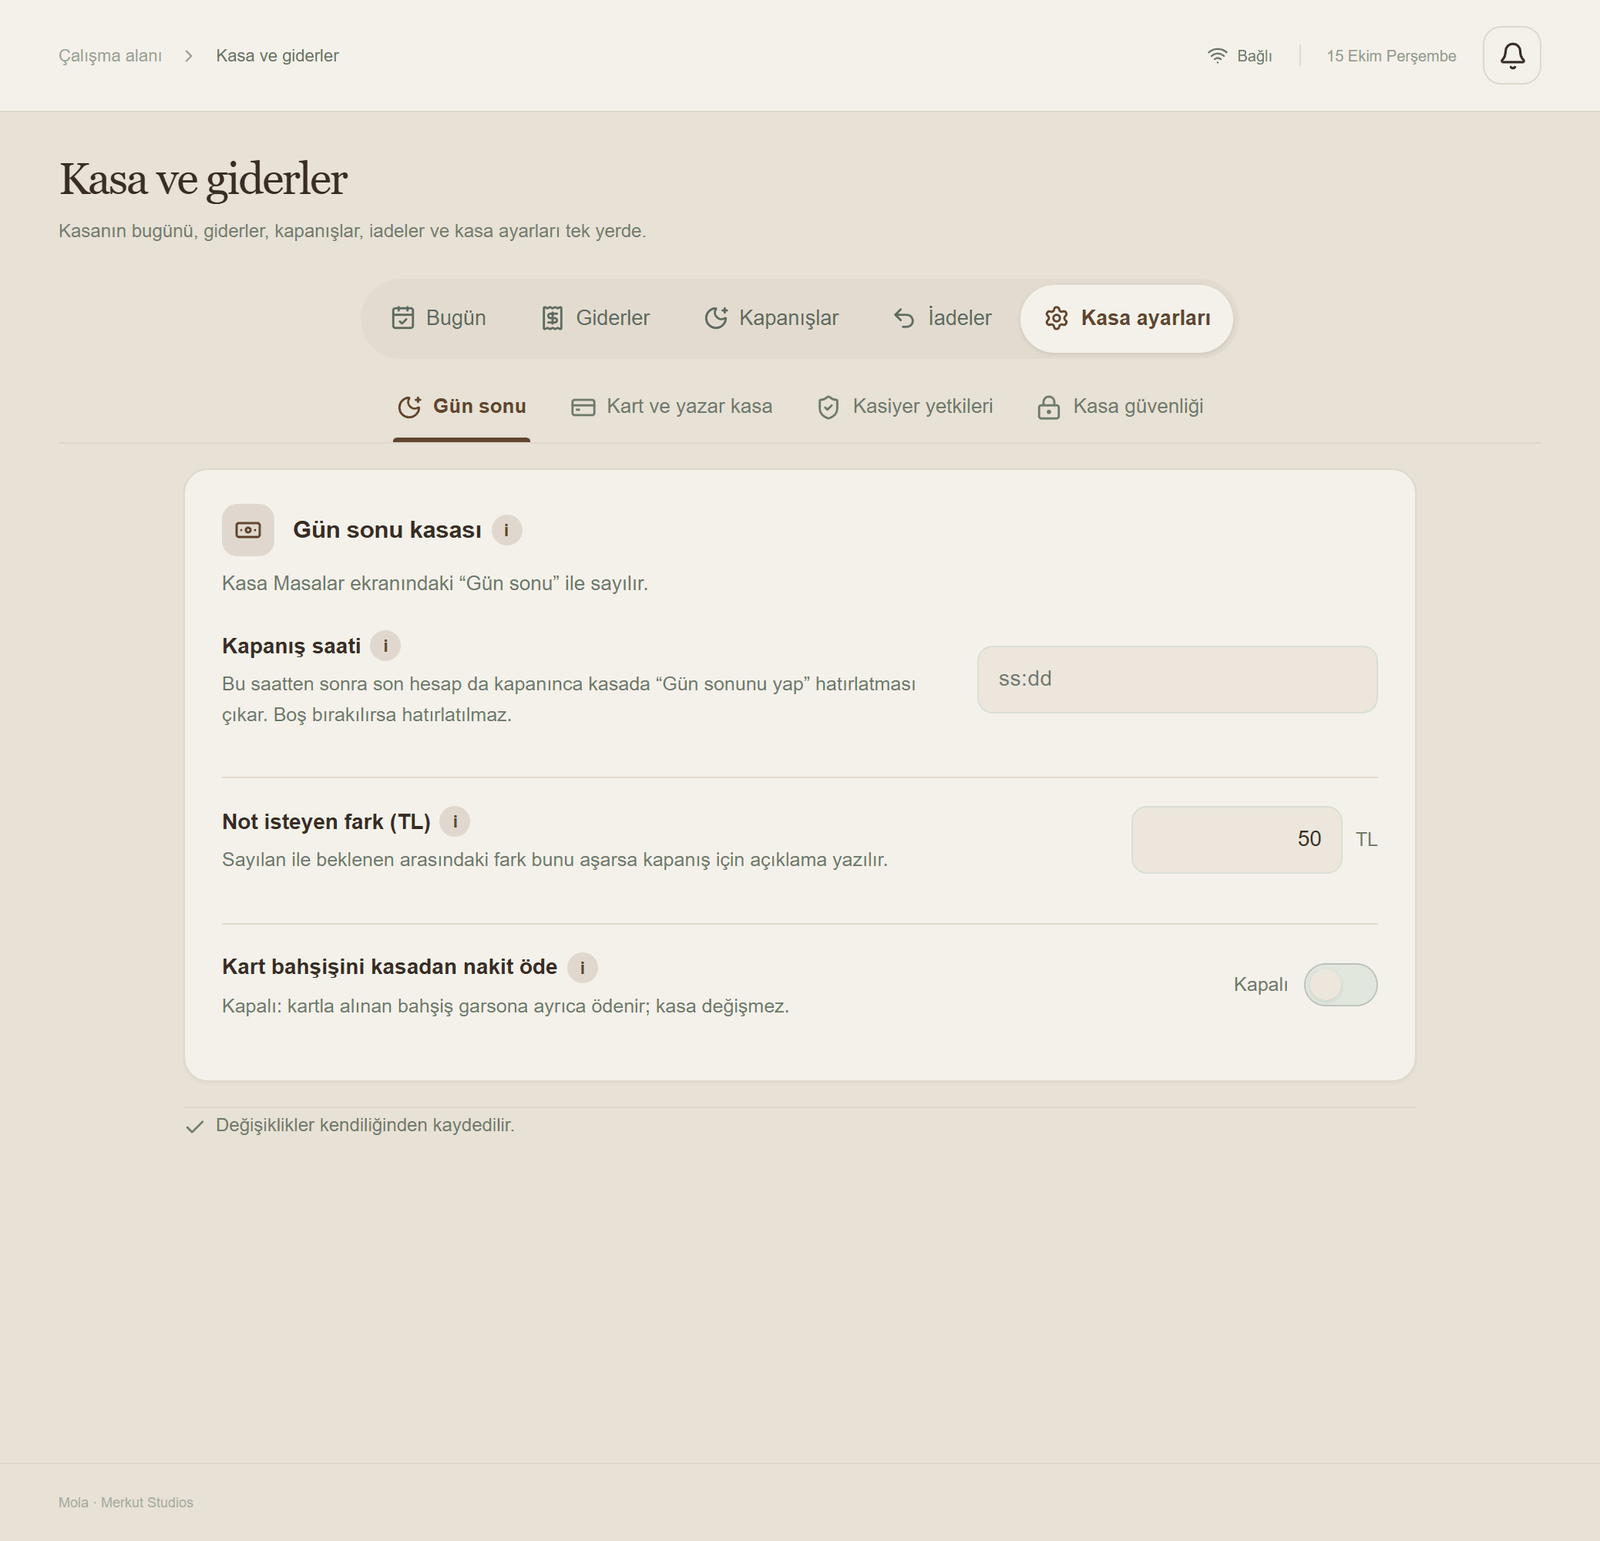 Çalışma alanı > Kasa ve giderler
Bağlı
15 Ekim Perşembe
Kasa ve giderler
Kasanın bugünü, giderler, kapanışlar, iadeler ve kasa ayarları tek yerde.
Bugün
Giderler
Kapanışlar
İadeler
Kasa ayarları
Gün sonu
Kart ve yazar kasa
Kasiyer yetkileri
Kasa güvenliği
Gün sonu kasası i
Kasa Masalar ekranındaki “Gün sonu” ile sayılır.
Kapanış saati i
Bu saatten sonra son hesap da kapanınca kasada “Gün sonunu yap” hatırlatması
çıkar. Boş bırakılırsa hatırlatılmaz.
ss:dd
Not isteyen fark (TL) i
Sayılan ile beklenen arasındaki fark bunu aşarsa kapanış için açıklama yazılır.
50 TL
Kart bahşişini kasadan nakit öde i
Kapalı: kartla alınan bahşiş garsona ayrıca ödenir; kasa değişmez.
Kapalı
Değişiklikler kendiliğinden kaydedilir.
Mola · Merkut Studios